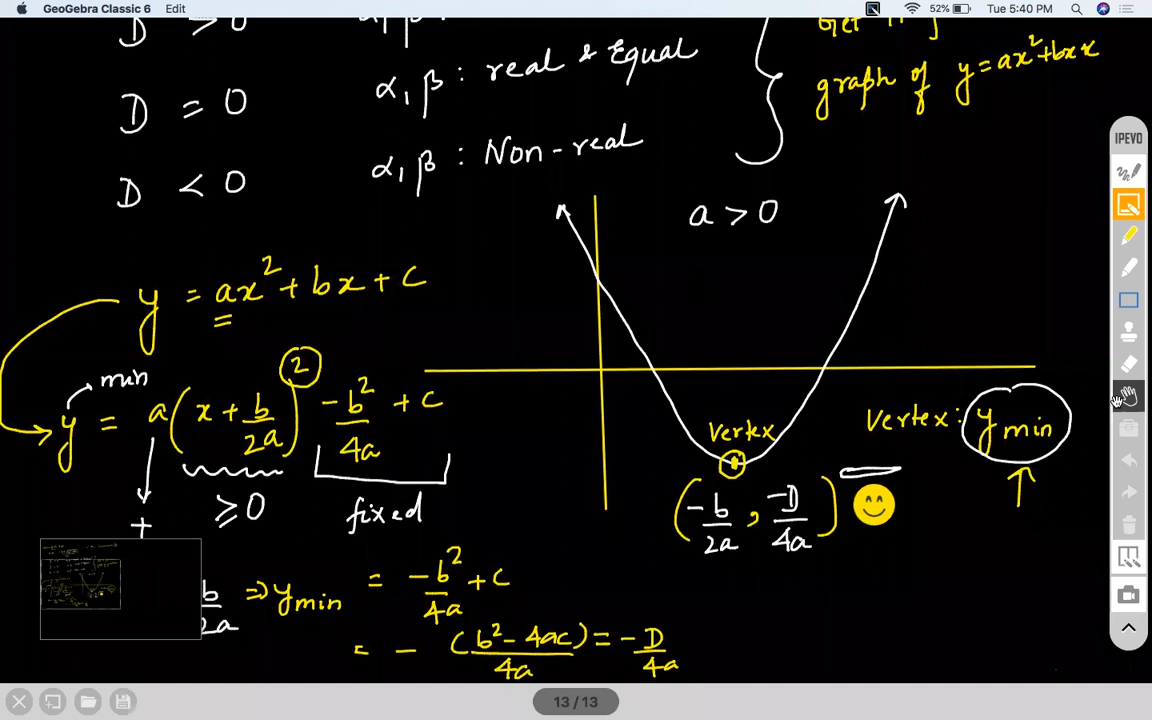 GeoGebra Classic 6 Edit 52% Tue 5:40 PM
D > 0
D = 0 α, β : real & Equal
D < 0 α, β : Non-real
graph of y = ax²+bx x
IPEVO
a > 0
y = ax² + bx + c
min
y = a(x + b/2a)² -b²/4a + c
+ ≥0 fixed
vertex
vertex: y min
(-b/2a, -D/4a)
b/2a ⇒ y min = -b²/4a + c
= - (b² - 4ac)/4a = -D/4a
13 / 13